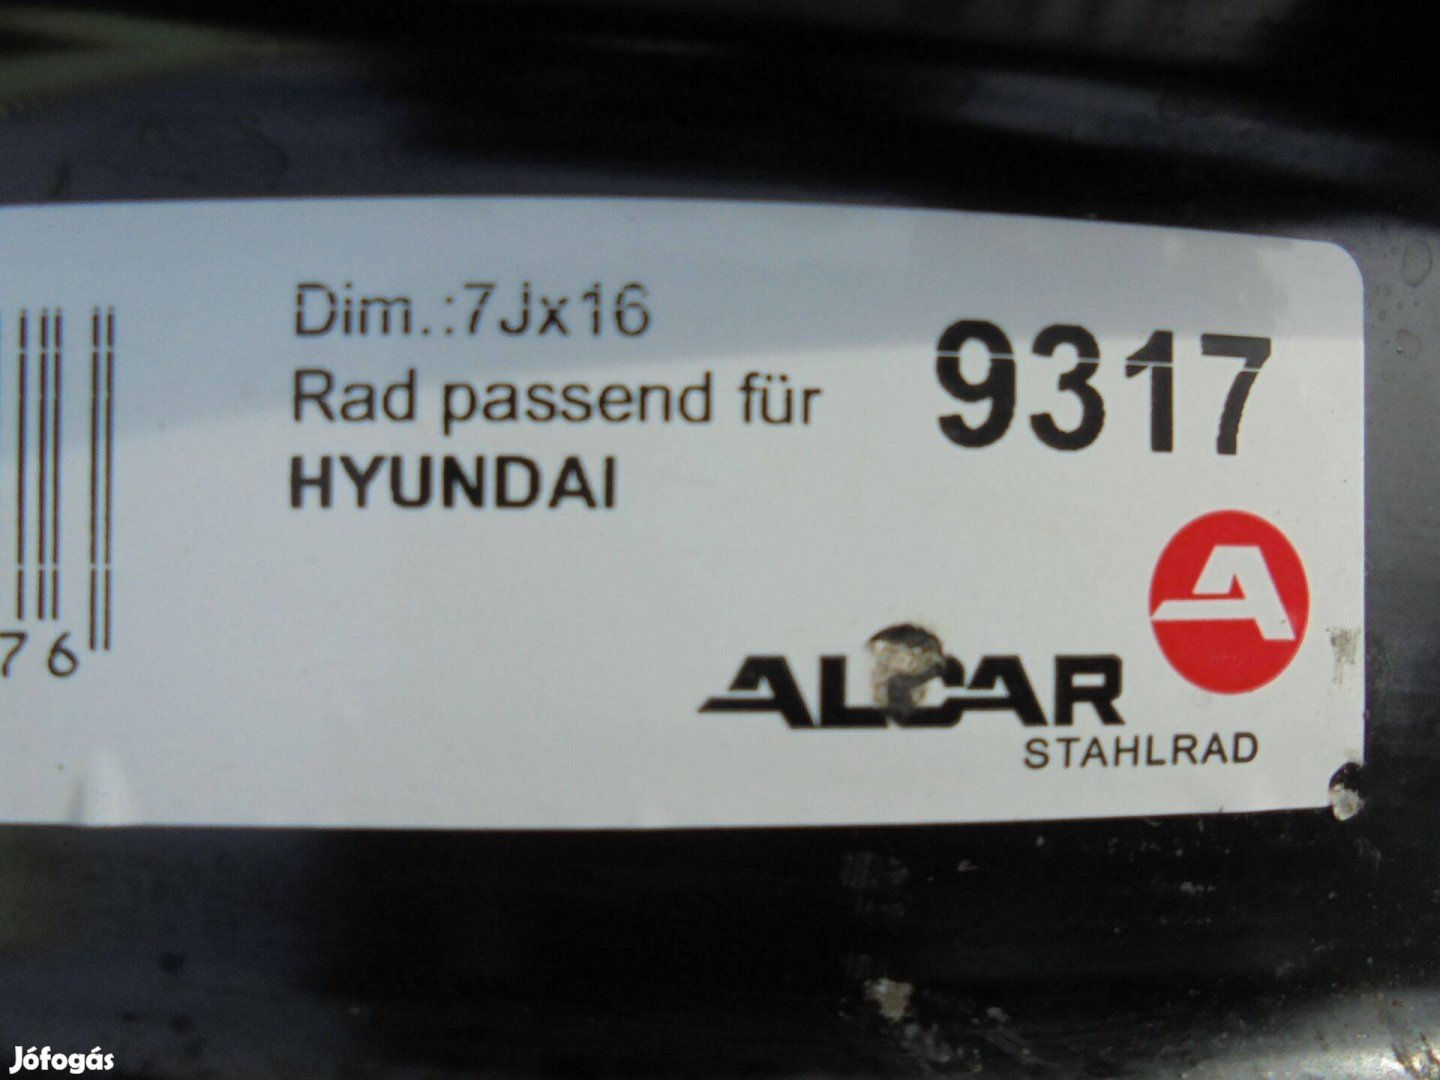 Dim.:7Jx16
Rad passend für
HYUNDAI
9317
76
ALCAR
STAHLRAD
Jófogás